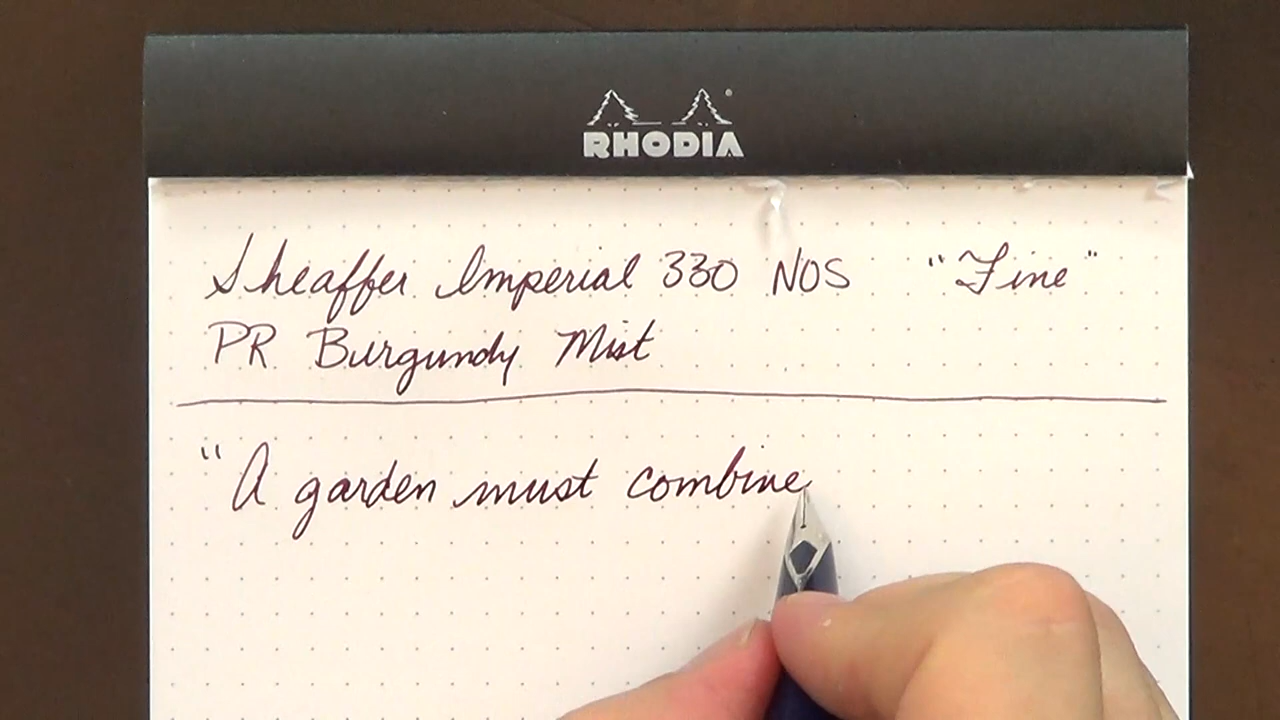 RHODIA
Sheaffer Imperial 330 NOS "Fine"
PR Burgundy Mist
"A garden must combine